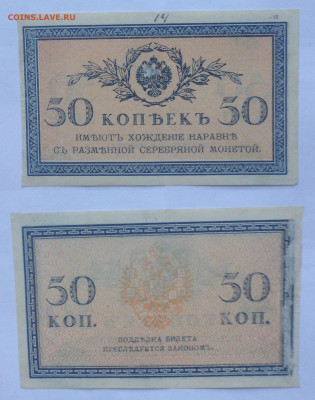 COINS.LAVE.RU
14
50 КОПѢЕКЪ 50
ИМѢЮТЪ ХОЖДЕНІЕ НАРАВНѢ
СЪ РАЗМѢННОЙ СЕРЕБРЯНОЙ МОНЕТОЙ.
50 50
КОП. КОП.
ПОДДѢЛКА БИЛЕТА
ПРЕСЛѢДУЕТСЯ ЗАКОНОМЪ.